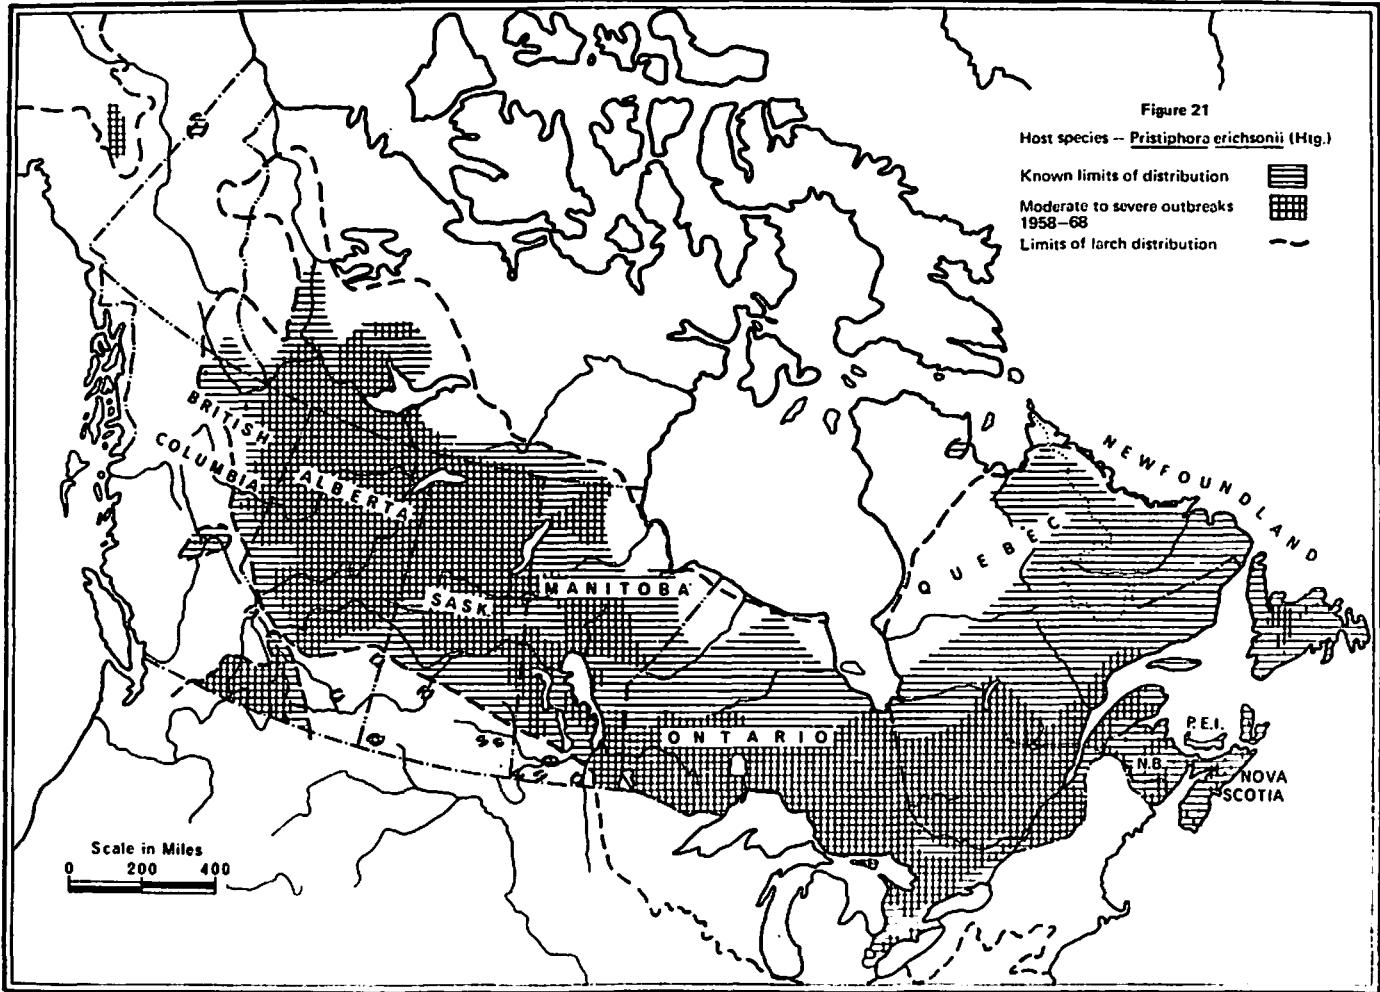 Figure 21
Host species -- Pristiphora erichsonii (Htg.)
Known limits of distribution
Moderate to severe outbreaks
1958-68
Limits of larch distribution
BRITISH
COLUMBIA
ALBERTA
SASK.
MANITOBA
ONTARIO
QUEBEC
NEWFOUNDLAND
P.E.I.
N.B.
NOVA
SCOTIA
Scale in Miles
0 200 400